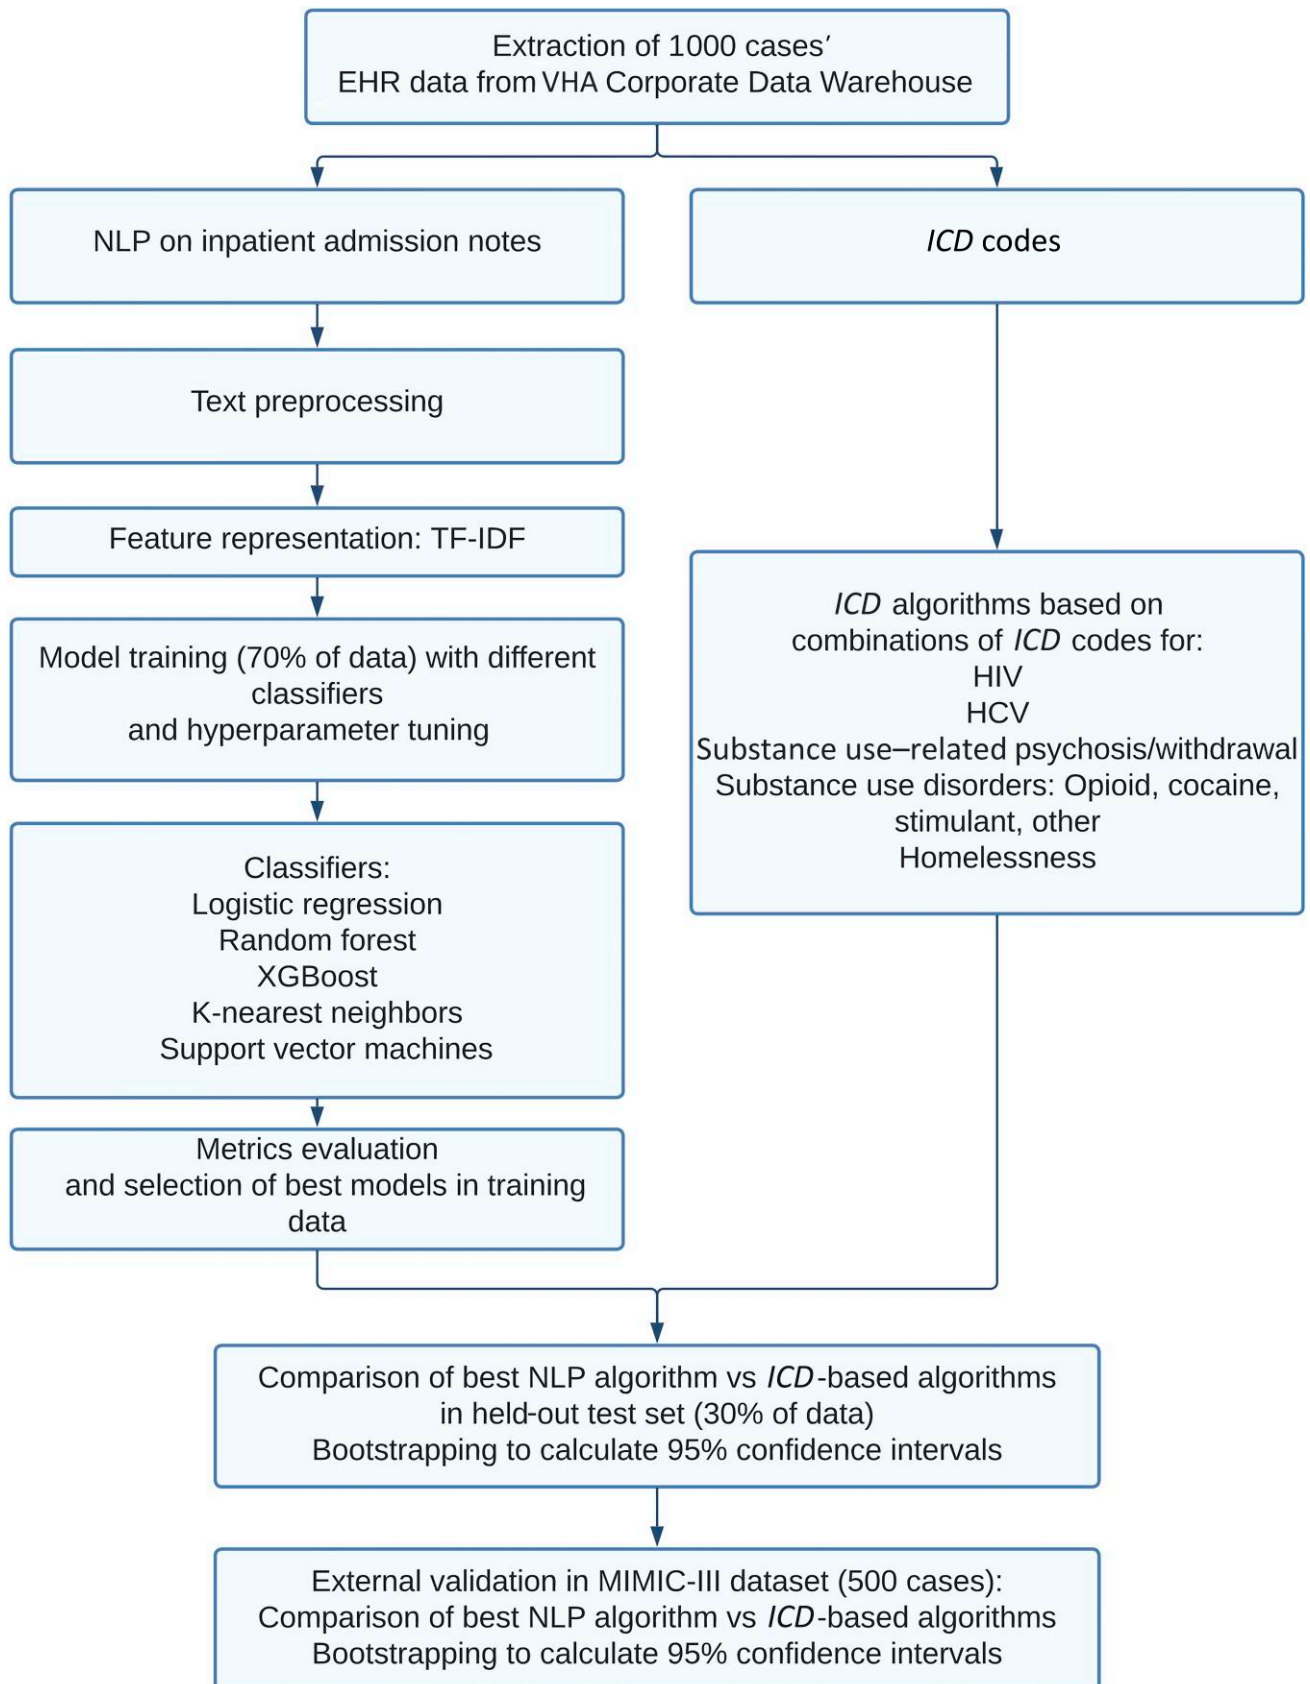 Extraction of 1000 cases′
EHR data from VHA Corporate Data Warehouse
NLP on inpatient admission notes
ICD codes
Text preprocessing
Feature representation: TF-IDF
Model training (70% of data) with different
classifiers
and hyperparameter tuning
ICD algorithms based on
combinations of ICD codes for:
HIV
HCV
Substance use–related psychosis/withdrawal
Substance use disorders: Opioid, cocaine,
stimulant, other
Homelessness
Classifiers:
Logistic regression
Random forest
XGBoost
K-nearest neighbors
Support vector machines
Metrics evaluation
and selection of best models in training
data
Comparison of best NLP algorithm vs ICD-based algorithms
in held-out test set (30% of data)
Bootstrapping to calculate 95% confidence intervals
External validation in MIMIC-III dataset (500 cases):
Comparison of best NLP algorithm vs ICD-based algorithms
Bootstrapping to calculate 95% confidence intervals